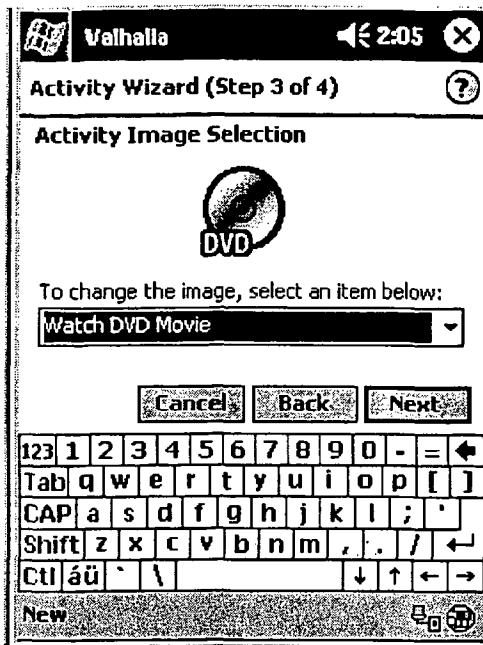 Valhalla 2:05
Activity Wizard (Step 3 of 4) ?
Activity Image Selection
DVD
To change the image, select an item below:
Watch DVD Movie
Cancel Back Next
123 1 2 3 4 5 6 7 8 9 0 - = ←
Tab q w e r t y u i o p [ ]
CAP a s d f g h j k l ; '
Shift z x c v b n m , . / ↵
Ctl áü ` \ ↓ ↑ ← →
New